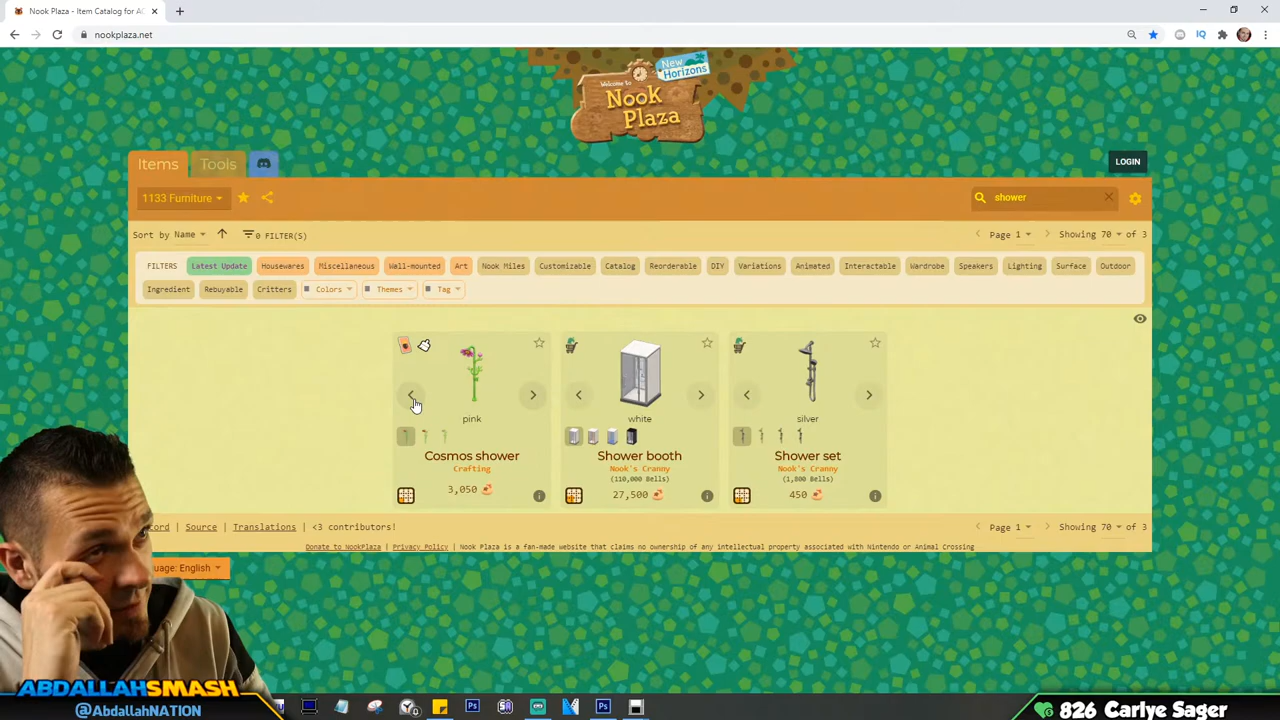 Nook Plaza - Item Catalog for AC
nookplaza.net
New Horizons
Welcome to
Nook Plaza
Items
Tools
LOGIN
1133 Furniture
shower
Sort by Name
0 FILTER(S)
Page 1
Showing 70 of 3
FILTERS Latest Update Housewares Miscellaneous Wall-mounted Art Nook Miles Customizable Catalog Reorderable DIY Variations Animated Interactable Wardrobe Speakers Lighting Surface Outdoor
Ingredient Rebuyable Critters Colors Themes Tag
pink
white
silver
Cosmos shower
Crafting
3,050
Shower booth
Nook's Cranny
(110,000 Bells)
27,500
Shower set
Nook's Cranny
(1,800 Bells)
450
ord | Source | Translations | <3 contributors!
Page 1
Showing 70 of 3
Donate to NookPlaza | Privacy Policy | Nook Plaza is a fan-made website that claims no ownership of any intellectual property associated with Nintendo or Animal Crossing
uage: English
ABDALLAHSMASH
@AbdallahNATION
826 Carlye Sager